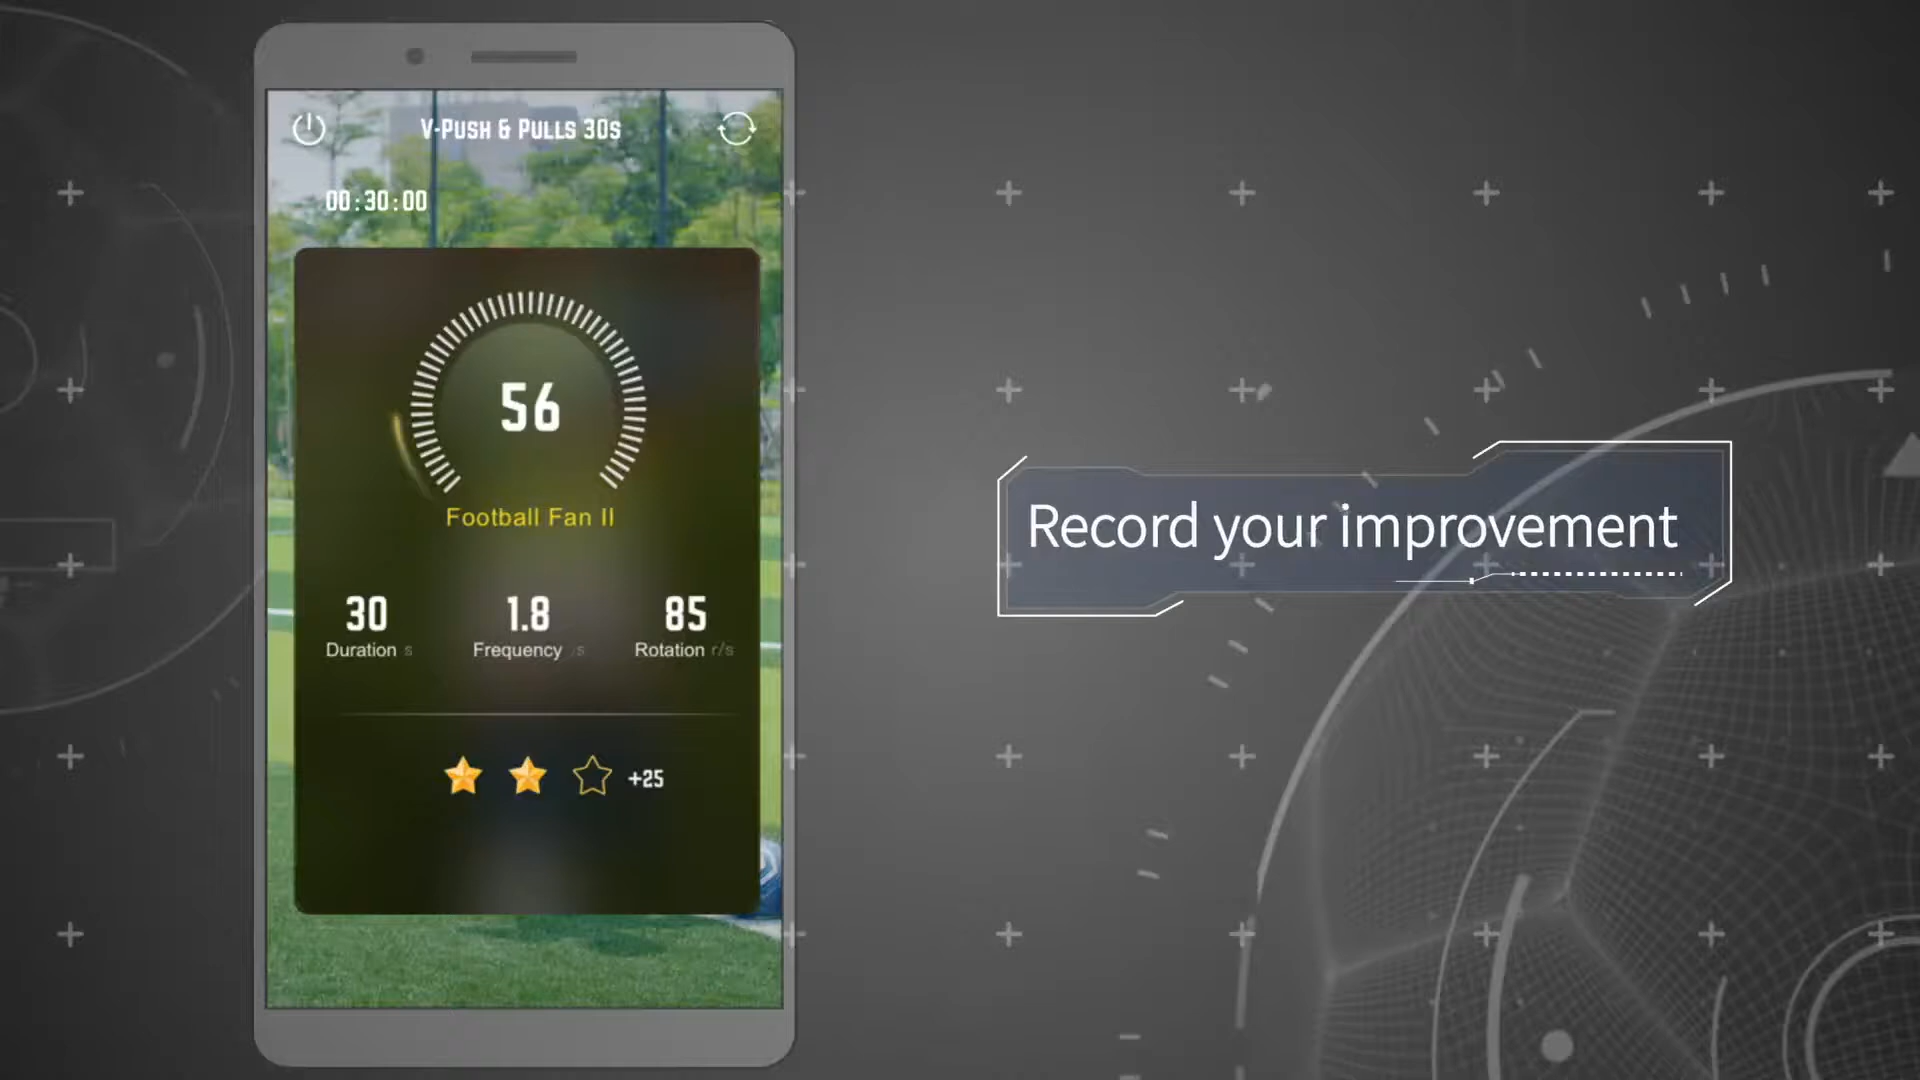 V-Push & Pulls 30s
00:30:00
56
Football Fan II
30 1.8 85
Duration s Frequency /s Rotation r/s
+25
Record your improvement